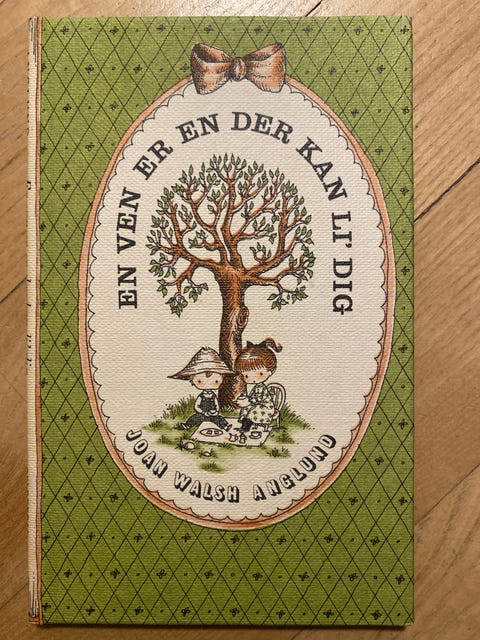 EN VEN ER EN DER KAN LI' DIG
JOAN WALSH ANGLUND